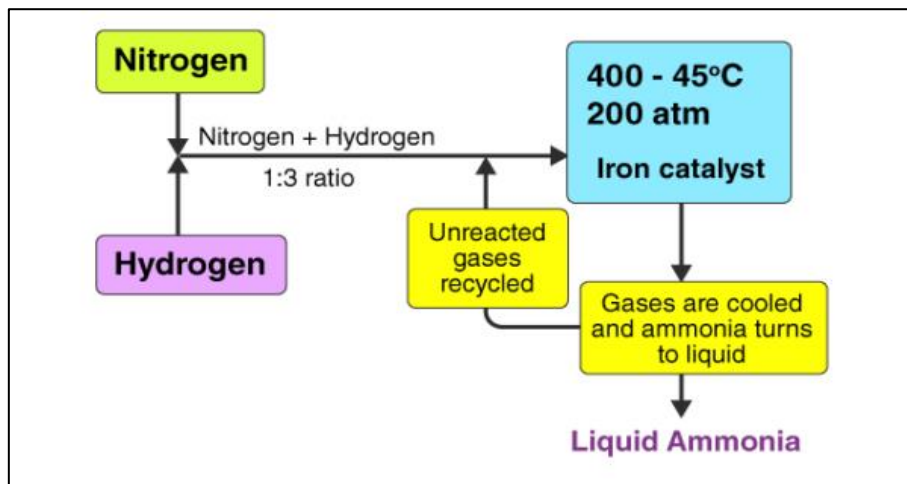 Nitrogen
Nitrogen + Hydrogen
1:3 ratio
Hydrogen
400 - 45°C
200 atm
Iron catalyst
Unreacted
gases
recycled
Gases are cooled
and ammonia turns
to liquid
Liquid Ammonia